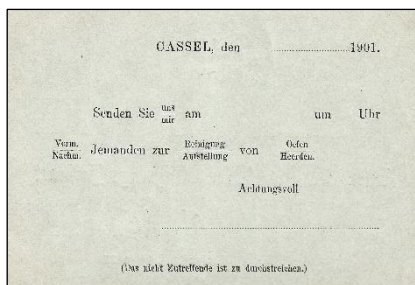 CASSEL, den ........................ 1901.
Senden Sie uns/mir am um Uhr
Vorm./Nachm. Jemanden zur Reinigung/Aufstellung von Oefen/Heerden.
Achtungsvoll
(Das nicht Zutreffende ist zu durchstreichen.)